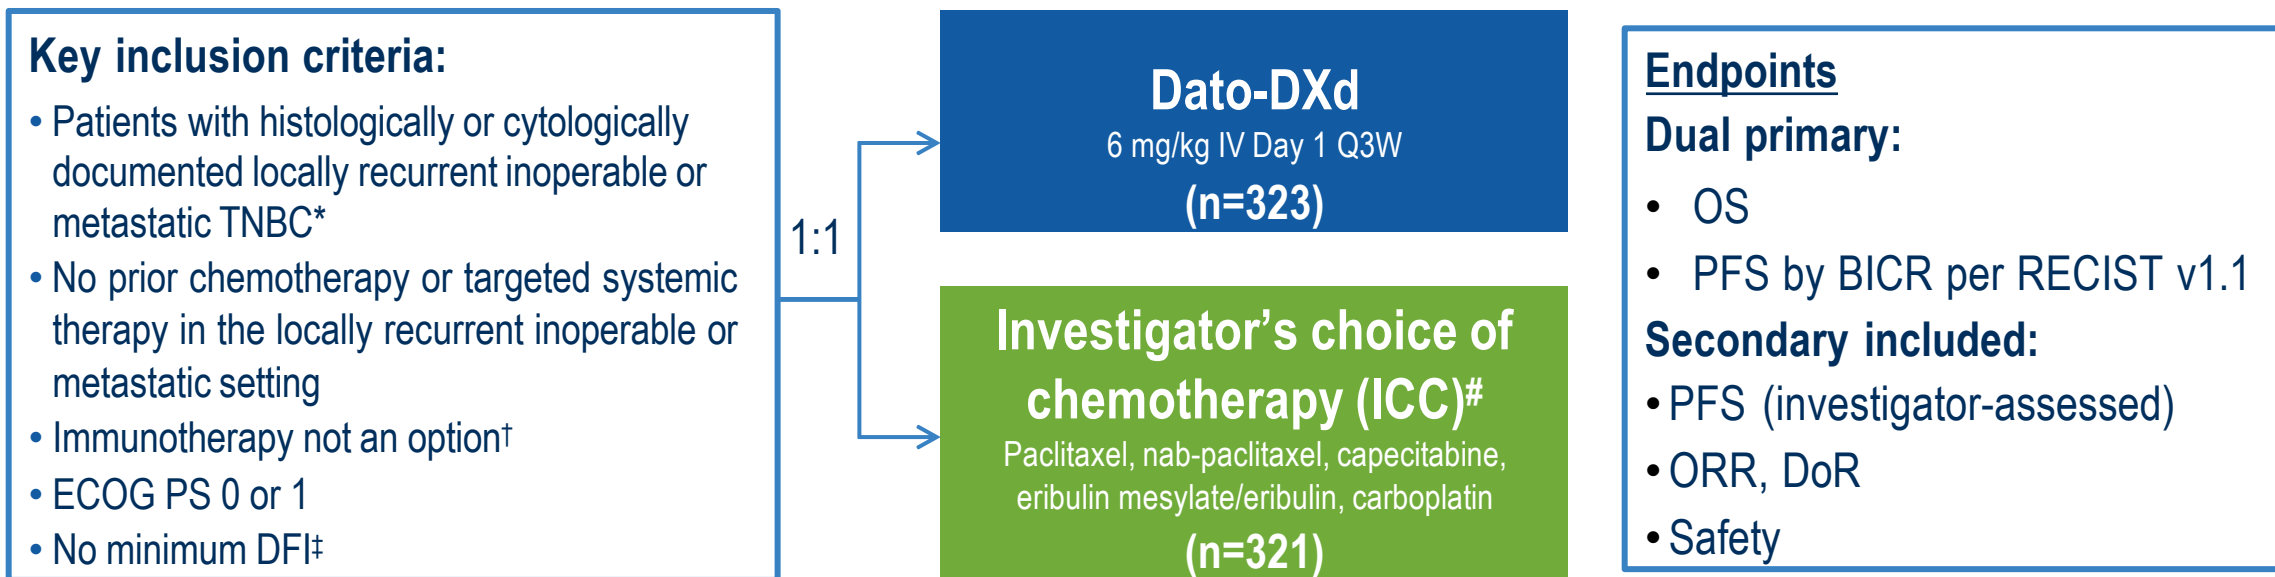 Key inclusion criteria:
• Patients with histologically or cytologically
documented locally recurrent inoperable or
metastatic TNBC*
• No prior chemotherapy or targeted systemic
therapy in the locally recurrent inoperable or
metastatic setting
• Immunotherapy not an option†
• ECOG PS 0 or 1
• No minimum DFI‡
1:1
Dato-DXd
6 mg/kg IV Day 1 Q3W
(n=323)
Investigator’s choice of
chemotherapy (ICC)#
Paclitaxel, nab-paclitaxel, capecitabine,
eribulin mesylate/eribulin, carboplatin
(n=321)
Endpoints
Dual primary:
• OS
• PFS by BICR per RECIST v1.1
Secondary included:
• PFS (investigator-assessed)
• ORR, DoR
• Safety